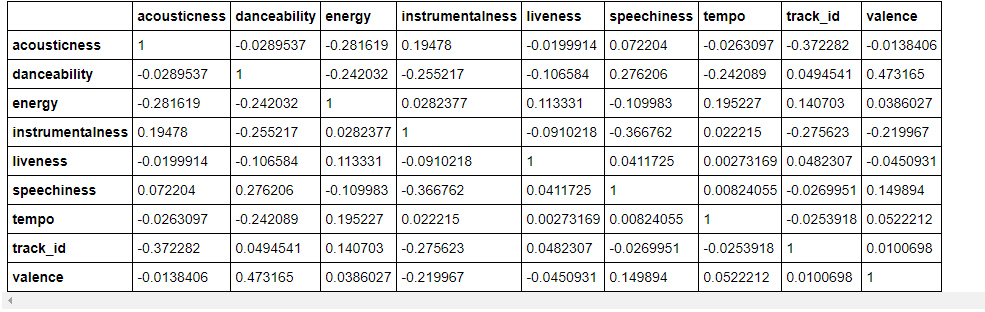 acousticness danceability energy instrumentalness liveness speechiness tempo track_id valence
acousticness 1 -0.0289537 -0.281619 0.19478 -0.0199914 0.072204 -0.0263097 -0.372282 -0.0138406
danceability -0.0289537 1 -0.242032 -0.255217 -0.106584 0.276206 -0.242089 0.0494541 0.473165
energy -0.281619 -0.242032 1 0.0282377 0.113331 -0.109983 0.195227 0.140703 0.0386027
instrumentalness 0.19478 -0.255217 0.0282377 1 -0.0910218 -0.366762 0.022215 -0.275623 -0.219967
liveness -0.0199914 -0.106584 0.113331 -0.0910218 1 0.0411725 0.00273169 0.0482307 -0.0450931
speechiness 0.072204 0.276206 -0.109983 -0.366762 0.0411725 1 0.00824055 -0.0269951 0.149894
tempo -0.0263097 -0.242089 0.195227 0.022215 0.00273169 0.00824055 1 -0.0253918 0.0522212
track_id -0.372282 0.0494541 0.140703 -0.275623 0.0482307 -0.0269951 -0.0253918 1 0.0100698
valence -0.0138406 0.473165 0.0386027 -0.219967 -0.0450931 0.149894 0.0522212 0.0100698 1